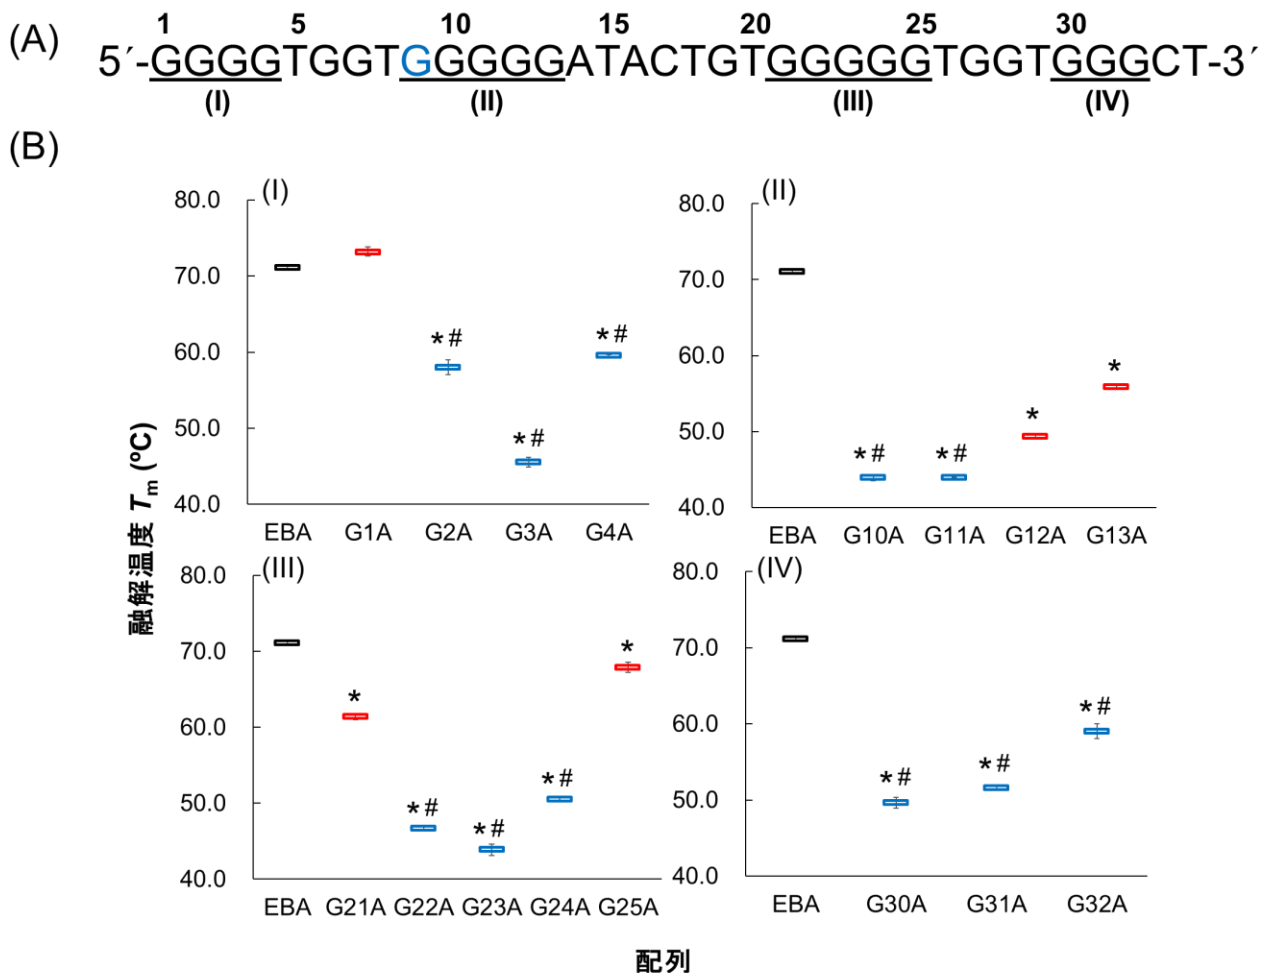 (A)
1 5 10 15 20 25 30
5´-GGGGTGGTGGGGGATACTGTGGGGGTGGTGGGCT-3´
(I) (II) (III) (IV)
(B)
融解温度 Tm (ºC)
(I)
80.0
70.0
60.0
50.0
40.0
* #
* #
* #
EBA G1A G2A G3A G4A
(II)
80.0
70.0
60.0
50.0
40.0
* #
* #
*
*
EBA G10A G11A G12A G13A
(III)
80.0
70.0
60.0
50.0
40.0
*
* #
* #
* #
*
EBA G21A G22A G23A G24A G25A
(IV)
80.0
70.0
60.0
50.0
40.0
* #
* #
* #
EBA G30A G31A G32A
配列